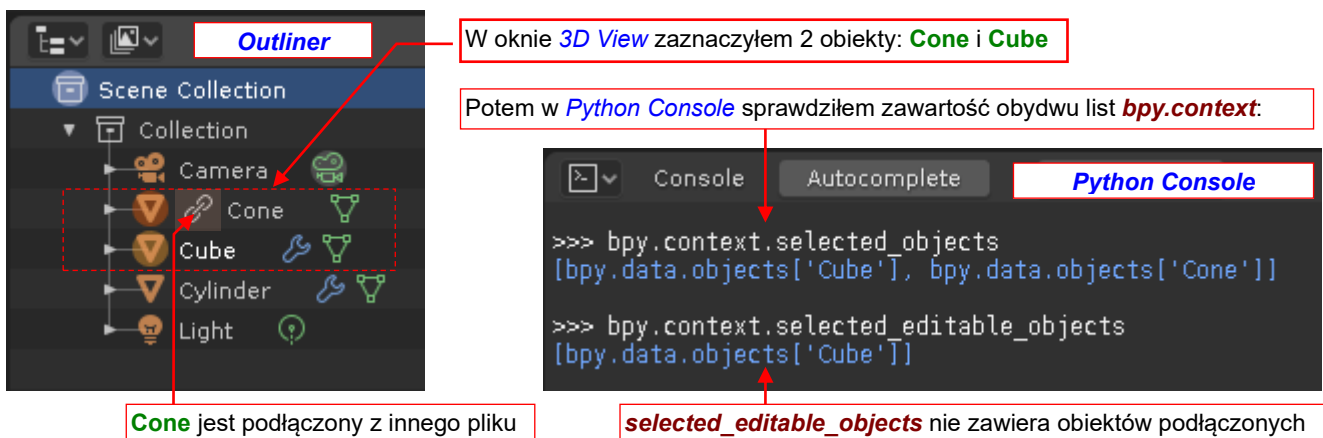 Outliner
W oknie 3D View zaznaczyłem 2 obiekty: Cone i Cube
Scene Collection
Potem w Python Console sprawdziłem zawartość obydwu list bpy.context:
Collection
Camera
Cone
Cube
Cylinder
Light
Console Autocomplete Python Console
>>> bpy.context.selected_objects
[bpy.data.objects['Cube'], bpy.data.objects['Cone']]
>>> bpy.context.selected_editable_objects
[bpy.data.objects['Cube']]
Cone jest podłączony z innego pliku
selected_editable_objects nie zawiera obiektów podłączonych